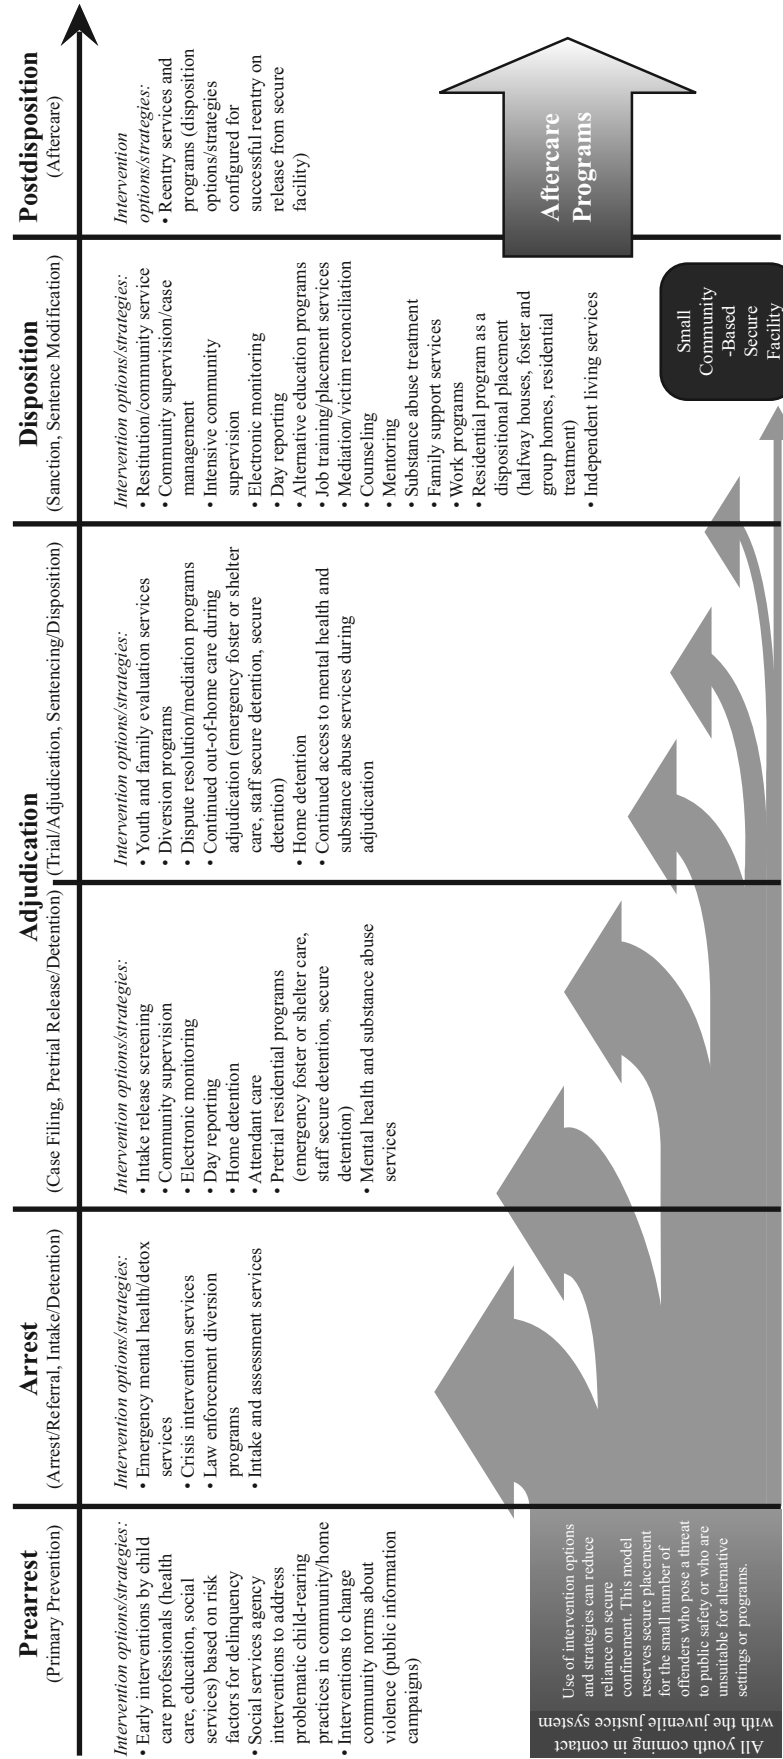 Prearrest
(Primary Prevention)
Intervention options/strategies:
• Early interventions by child
care professionals (health
care, education, social
services) based on risk
factors for delinquency
• Social services agency
interventions to address
problematic child-rearing
practices in community/home
• Interventions to change
community norms about
violence (public information
campaigns)
Arrest
(Arrest/Referral, Intake/Detention)
Intervention options/strategies:
• Emergency mental health/detox
services
• Crisis intervention services
• Law enforcement diversion
programs
• Intake and assessment services
Adjudication
(Case Filing, Pretrial Release/Detention)
Intervention options/strategies:
• Intake release screening
• Community supervision
• Electronic monitoring
• Day reporting
• Home detention
• Attendant care
• Pretrial residential programs
(emergency foster or shelter care,
staff secure detention, secure
detention)
• Mental health and substance abuse
services
(Trial/Adjudication, Sentencing/Disposition)
Intervention options/strategies:
• Youth and family evaluation services
• Diversion programs
• Dispute resolution/mediation programs
• Continued out-of-home care during
adjudication (emergency foster or shelter
care, staff secure detention, secure
detention)
• Home detention
• Continued access to mental health and
substance abuse services during
adjudication
Disposition
(Sanction, Sentence Modification)
Intervention options/strategies:
• Restitution/community service
• Community supervision/case
management
• Intensive community
supervision
• Electronic monitoring
• Day reporting
• Alternative education programs
• Job training/placement services
• Mediation/victim reconciliation
• Counseling
• Mentoring
• Substance abuse treatment
• Family support services
• Work programs
• Residential program as a
dispositional placement
(halfway houses, foster and
group homes, residential
treatment)
• Independent living services
Postdisposition
(Aftercare)
Intervention
options/strategies:
• Reentry services and
programs (disposition
options/strategies
configured for
successful reentry on
release from secure
facility)
Aftercare
Programs
Small
Community
-Based
Secure
Facility
All youth coming in contact
with the juvenile justice system
Use of intervention options
and strategies can reduce
reliance on secure
confinement. This model
reserves secure placement
for the small number of
offenders who pose a threat
to public safety or who are
unsuitable for alternative
settings or programs.